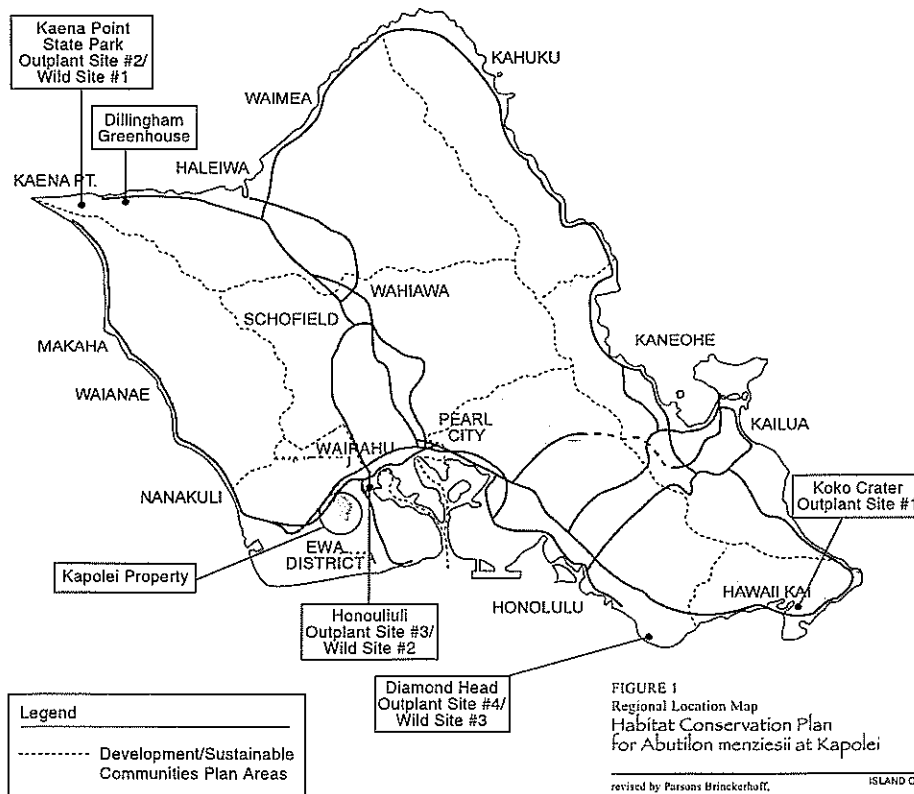 Kaena Point
State Park
Outplant Site #2/
Wild Site #1
Dillingham
Greenhouse
KAHUKU
WAIMEA
HALEIWA
KAENA PT.
WAHIAWA
SCHOFIELD
KANEOHE
MAKAHA
WAIANAE
PEARL
CITY
KAILUA
WAIPAHU
NANAKULI
Koko Crater
Outplant Site #1
EWA
DISTRICT
Kapolei Property
HAWAII KAI
HONOLULU
Honouliuli
Outplant Site #3/
Wild Site #2
Diamond Head
Outplant Site #4/
Wild Site #3
Legend
Development/Sustainable
Communities Plan Areas
FIGURE 1
Regional Location Map
Habitat Conservation Plan
for Abutilon menziesii at Kapolei
revised by Parsons Brinckerhoff,
ISLAND O